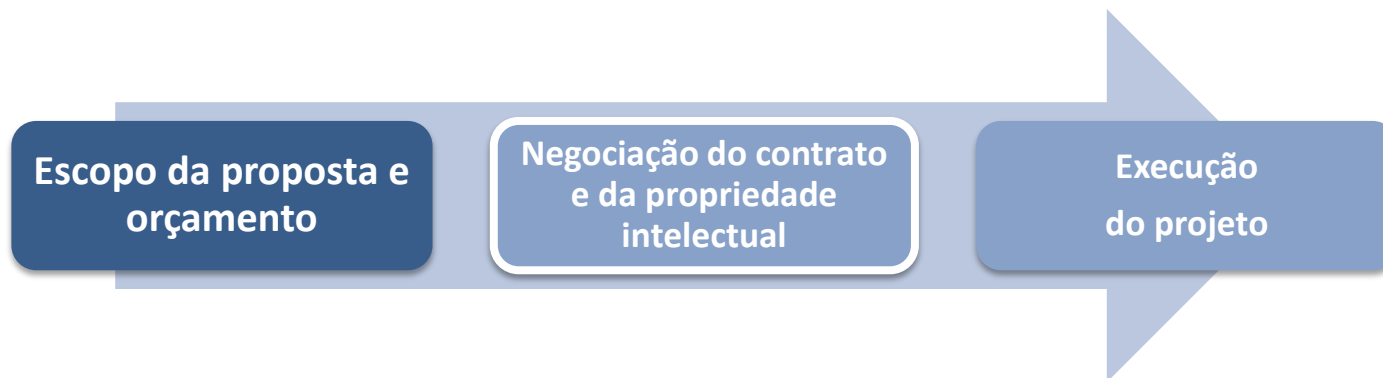 Escopo da proposta e
orçamento
Negociação do contrato
e da propriedade
intelectual
Execução
do projeto